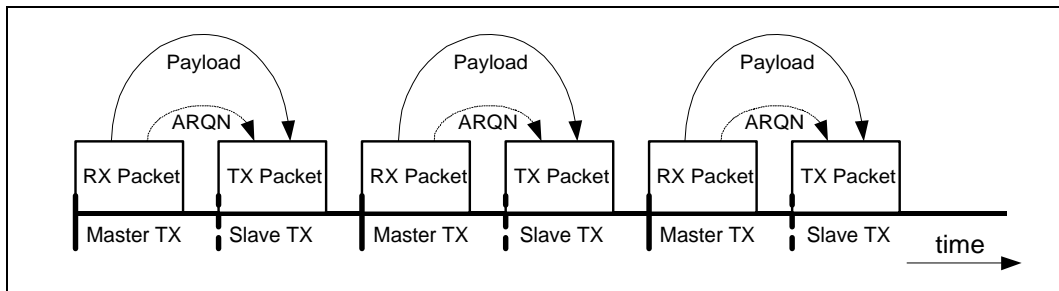 Payload Payload Payload
ARQN ARQN ARQN
RX Packet TX Packet RX Packet TX Packet RX Packet TX Packet
Master TX Slave TX Master TX Slave TX Master TX Slave TX
time